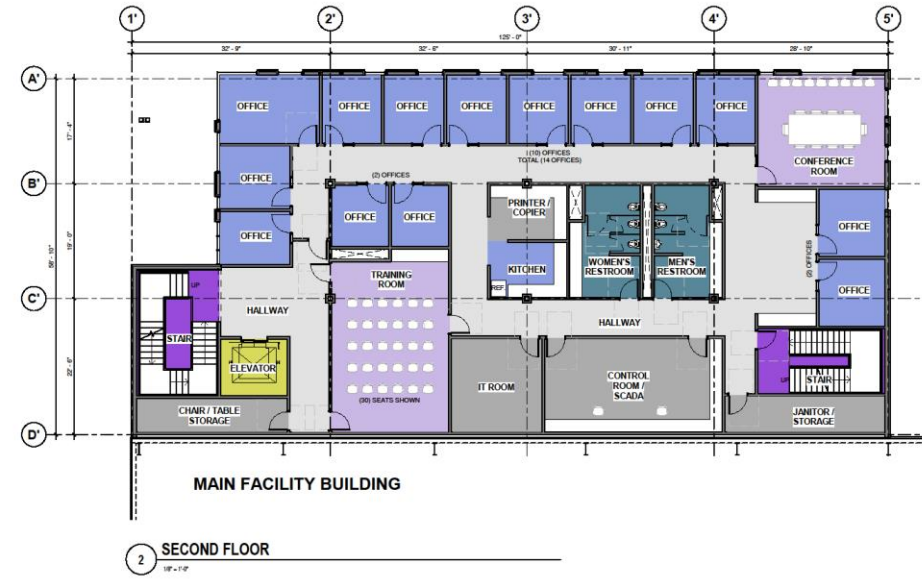 1' 2' 3' 4' 5'
125' - 0"
32' - 9" 32' - 6" 30' - 11" 28' - 10"
A'
B'
C'
D'
58' - 10"
17' - 4"
19' - 0"
22' - 6"
OFFICE OFFICE OFFICE OFFICE OFFICE OFFICE OFFICE OFFICE
(10) OFFICES
TOTAL (14 OFFICES)
CONFERENCE
ROOM
(2) OFFICES
OFFICE
OFFICE
OFFICE OFFICE
PRINTER /
COPIER
KITCHEN
REF.
WOMEN'S
RESTROOM
MEN'S
RESTROOM
OFFICE
(2) OFFICES
OFFICE
TRAINING
ROOM
(30) SEATS SHOWN
UP
HALLWAY
STAIR
ELEVATOR
CHAIR / TABLE
STORAGE
HALLWAY
IT ROOM
CONTROL
ROOM /
SCADA
UP
STAIR
JANITOR /
STORAGE
MAIN FACILITY BUILDING
2 SECOND FLOOR
1/8" = 1'-0"